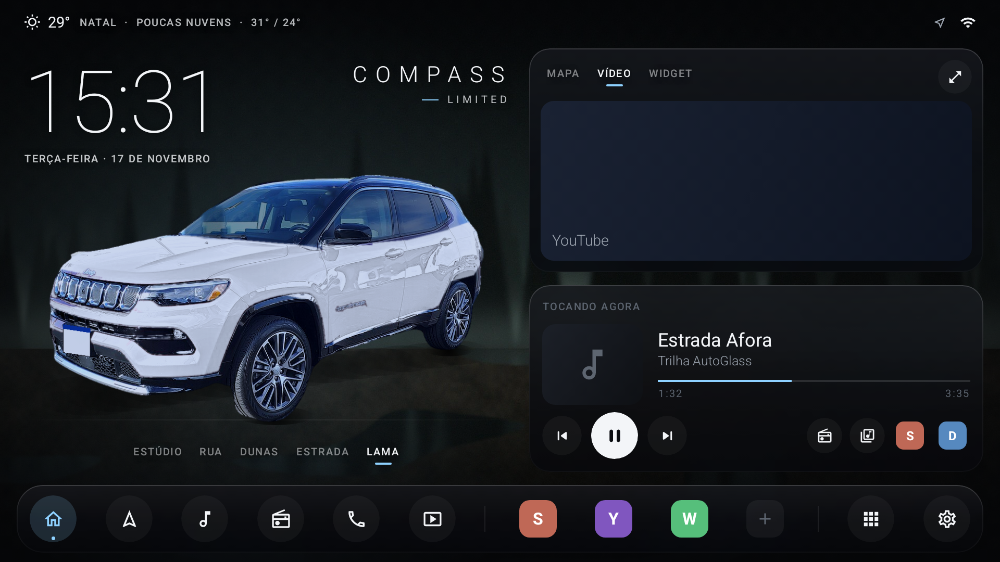 29° NATAL · POUCAS NUVENS · 31° / 24°
15:31
TERÇA-FEIRA · 17 DE NOVEMBRO
COMPASS
LIMITED
MAPA VÍDEO WIDGET
YouTube
TOCANDO AGORA
Estrada Afora
Trilha AutoGlass
1:32 3:35
S D
ESTÚDIO RUA DUNAS ESTRADA LAMA
S Y W